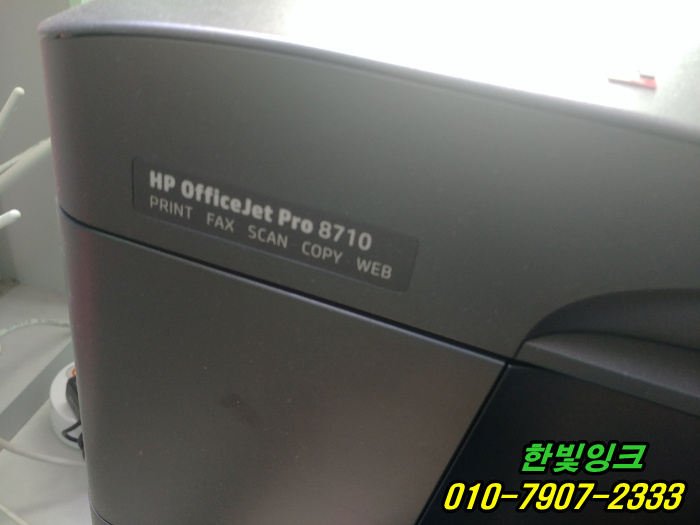 HP OfficeJet Pro 8710
PRINT FAX SCAN COPY WEB
한빛잉크
010-7907-2333